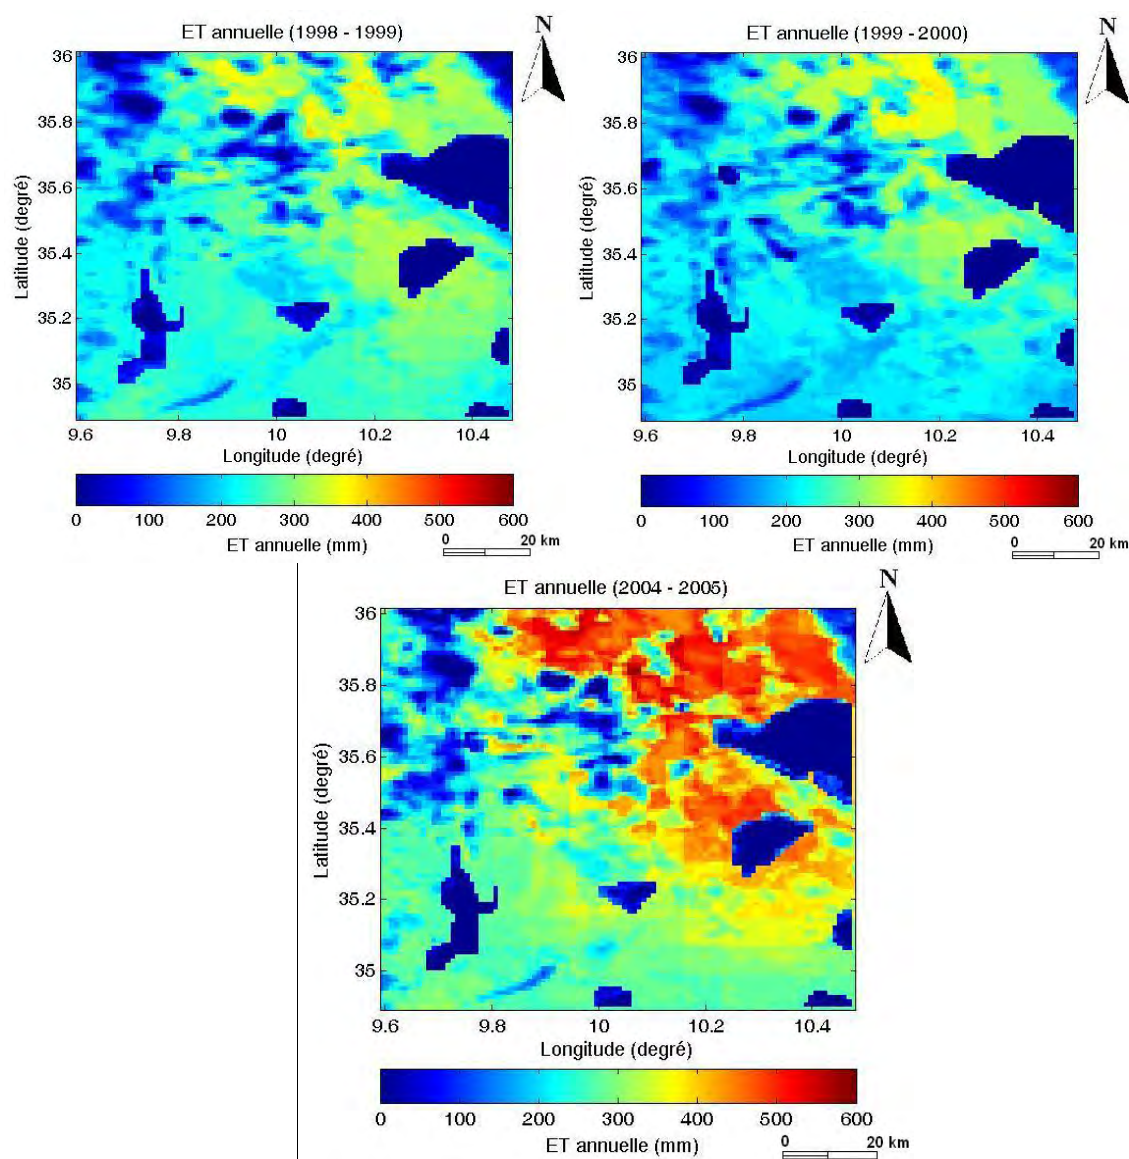 ET annuelle (1998 - 1999)
N
36
35.8
35.6
35.4
35.2
35
Latitude (degré)
9.6 9.8 10 10.2 10.4
Longitude (degré)
0 100 200 300 400 500 600
ET annuelle (mm)
0 20 km
ET annuelle (1999 - 2000)
N
36
35.8
35.6
35.4
35.2
35
Latitude (degré)
9.6 9.8 10 10.2 10.4
Longitude (degré)
0 100 200 300 400 500 600
ET annuelle (mm)
0 20 km
ET annuelle (2004 - 2005)
N
36
35.8
35.6
35.4
35.2
35
Latitude (degré)
9.6 9.8 10 10.2 10.4
Longitude (degré)
0 100 200 300 400 500 600
ET annuelle (mm)
0 20 km